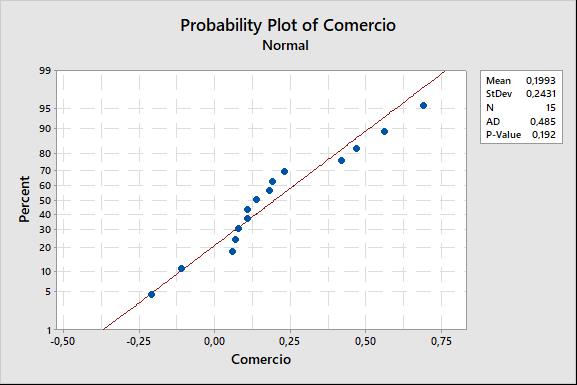 Probability Plot of Comercio
Normal
99
95
90
80
70
60
50
40
30
20
10
5
1
Percent
-0,50
-0,25
0,00
0,25
0,50
0,75
Comercio
Mean 0,1993
StDev 0,2431
N 15
AD 0,485
P-Value 0,192